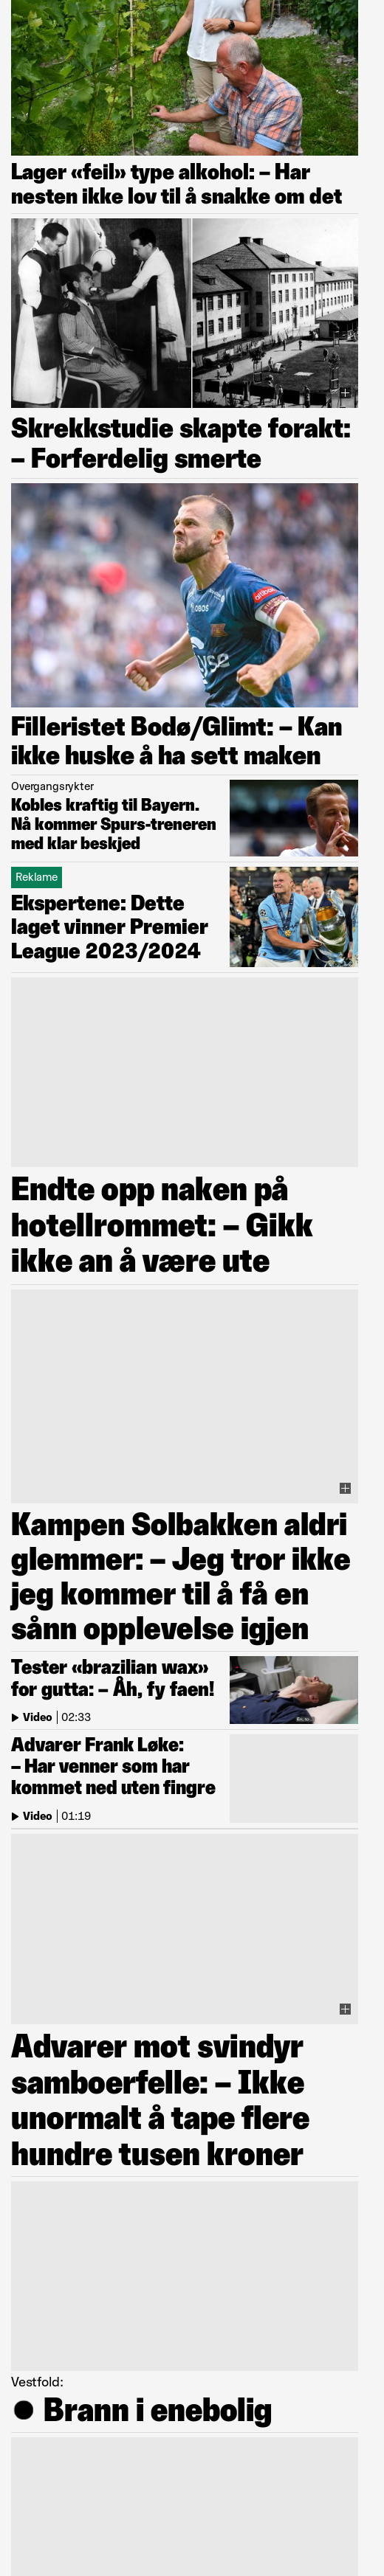 Lager «feil» type alkohol: – Har
nesten ikke lov til å snakke om det
Skrekkstudie skapte forakt:
– Forferdelig smerte
OBOS
Filleristet Bodø/Glimt: – Kan
ikke huske å ha sett maken
Overgangsrykter
Kobles kraftig til Bayern.
Nå kommer Spurs-treneren
med klar beskjed
Reklame
Ekspertene: Dette
laget vinner Premier
League 2023/2024
Endte opp naken på
hotellrommet: – Gikk
ikke an å være ute
Kampen Solbakken aldri
glemmer: – Jeg tror ikke
jeg kommer til å få en
sånn opplevelse igjen
Tester «brazilian wax»
for gutta: – Åh, fy faen!
Video | 02:33
Advarer Frank Løke:
– Har venner som har
kommet ned uten fingre
Video | 01:19
Advarer mot svindyr
samboerfelle: – Ikke
unormalt å tape flere
hundre tusen kroner
Vestfold:
Brann i enebolig